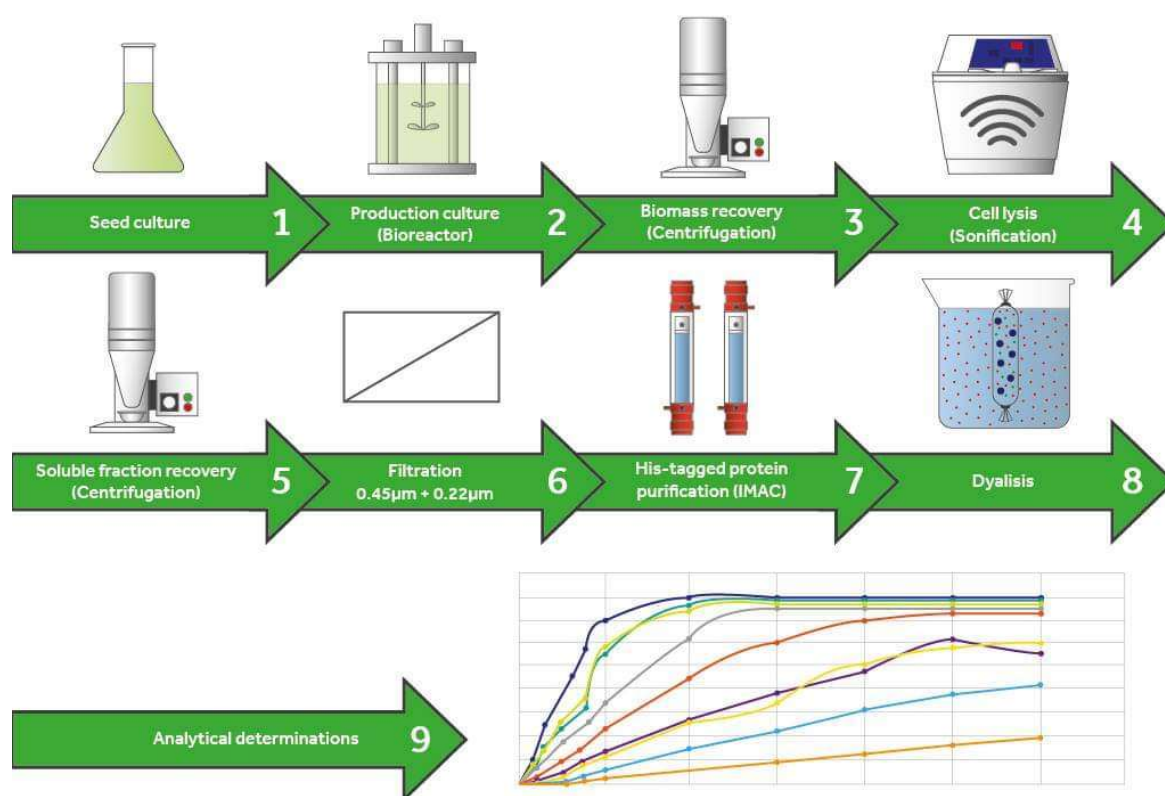 Seed culture
1
Production culture
(Bioreactor)
2
Biomass recovery
(Centrifugation)
3
Cell lysis
(Sonification)
4
Soluble fraction recovery
(Centrifugation)
5
Filtration
0.45µm + 0.22µm
6
His-tagged protein
purification (IMAC)
7
Dyalisis
8
Analytical determinations
9